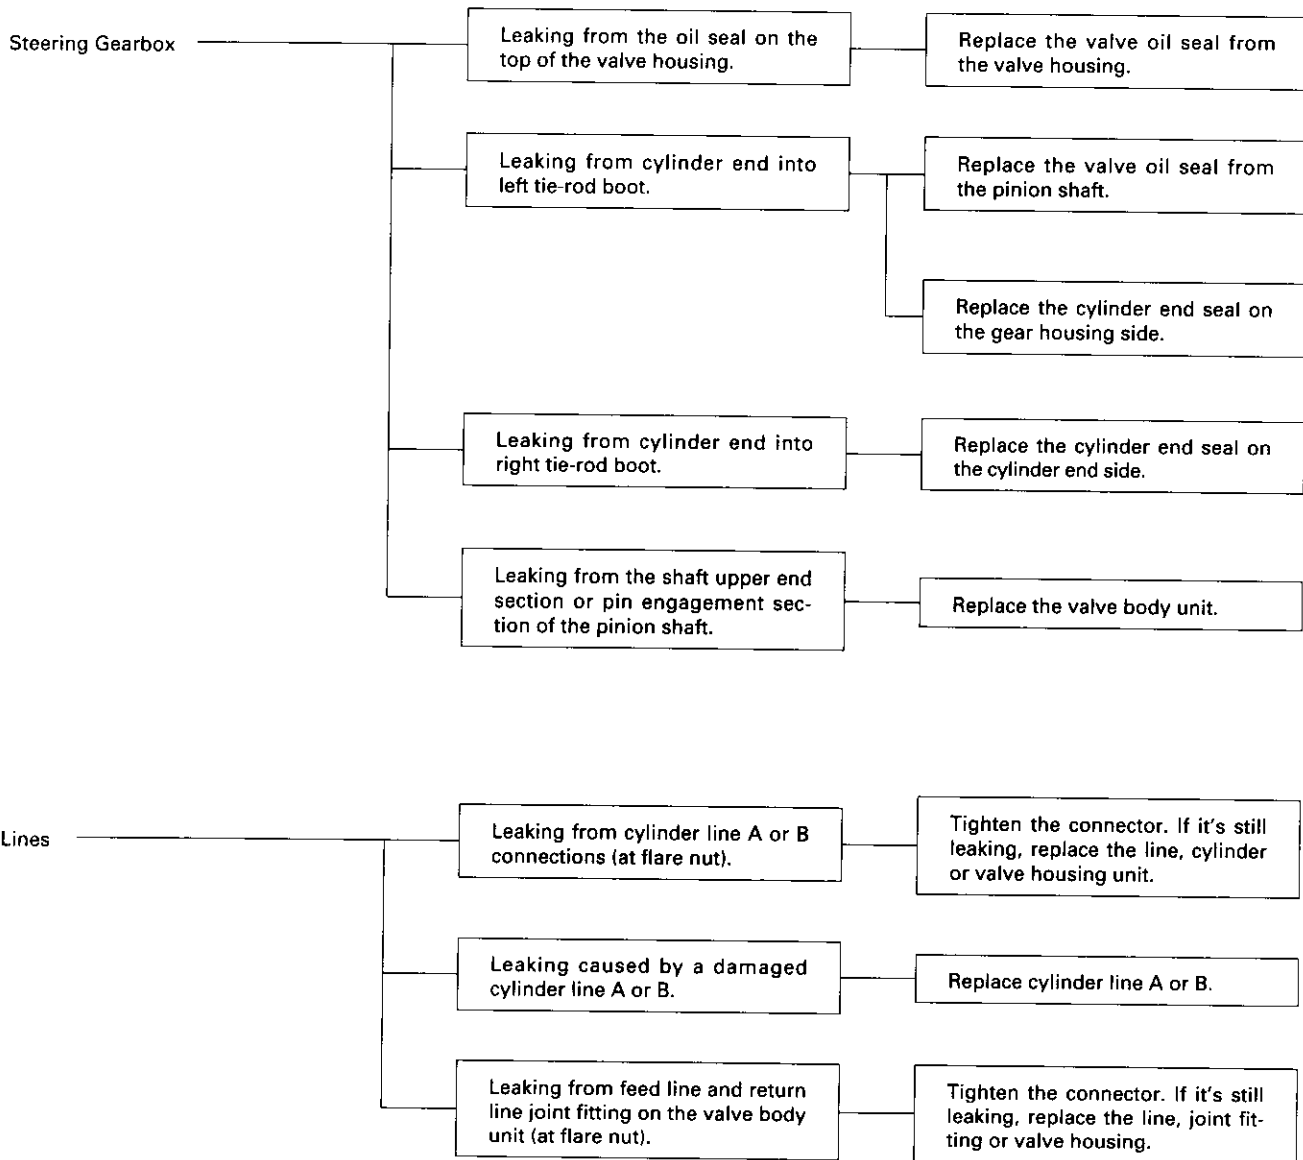 Steering Gearbox
Leaking from the oil seal on the
top of the valve housing.
Replace the valve oil seal from
the valve housing.
Leaking from cylinder end into
left tie-rod boot.
Replace the valve oil seal from
the pinion shaft.
Replace the cylinder end seal on
the gear housing side.
Leaking from cylinder end into
right tie-rod boot.
Replace the cylinder end seal on
the cylinder end side.
Leaking from the shaft upper end
section or pin engagement sec-
tion of the pinion shaft.
Replace the valve body unit.
Lines
Leaking from cylinder line A or B
connections (at flare nut).
Tighten the connector. If it's still
leaking, replace the line, cylinder
or valve housing unit.
Leaking caused by a damaged
cylinder line A or B.
Replace cylinder line A or B.
Leaking from feed line and return
line joint fitting on the valve body
unit (at flare nut).
Tighten the connector. If it's still
leaking, replace the line, joint fit-
ting or valve housing.